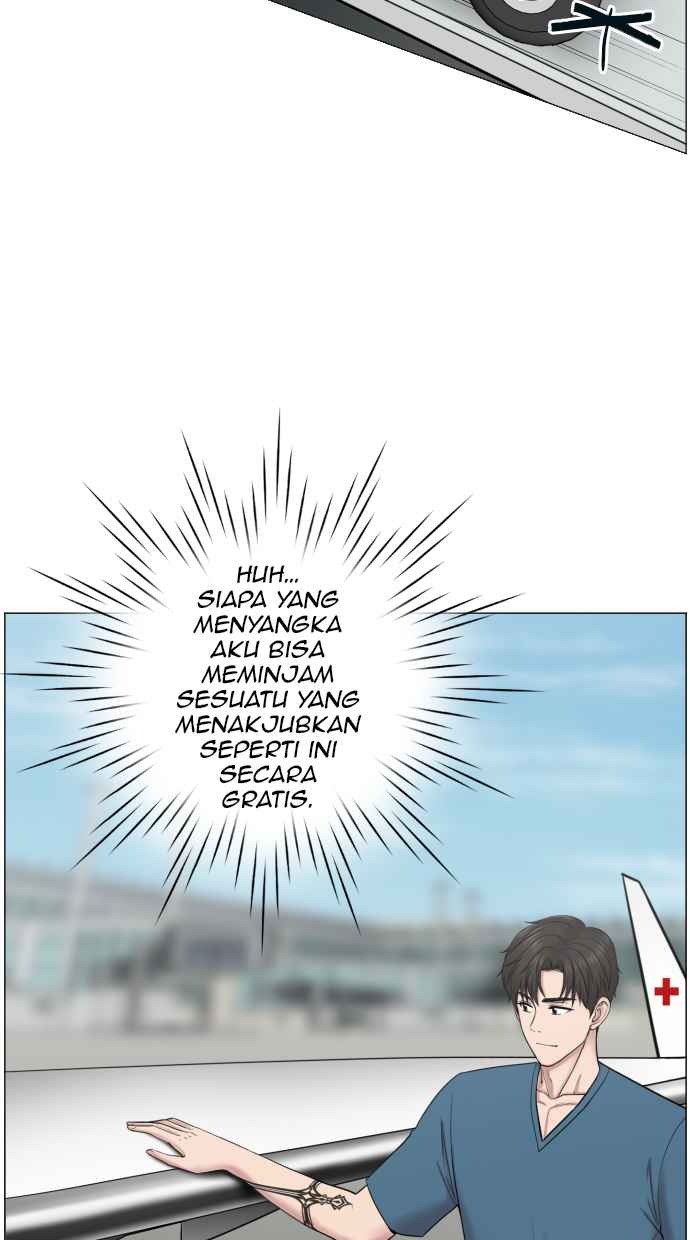 HUH...
SIAPA YANG
MENYANGKA
AKU BISA
MEMINJAM
SESUATU YANG
MENAKJUBKAN
SEPERTI INI
SECARA
GRATIS.